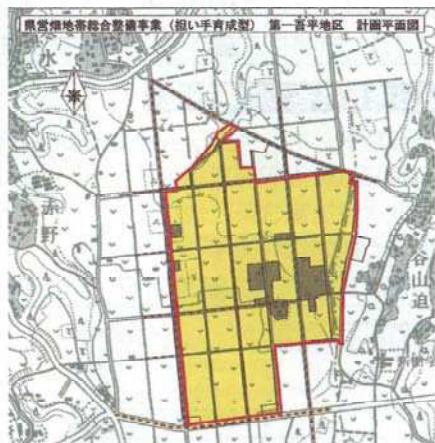 県営畑地帯総合整備事業（担い手育成型） 第一吾平地区 計画平面図
水
赤
野
谷
山
迫